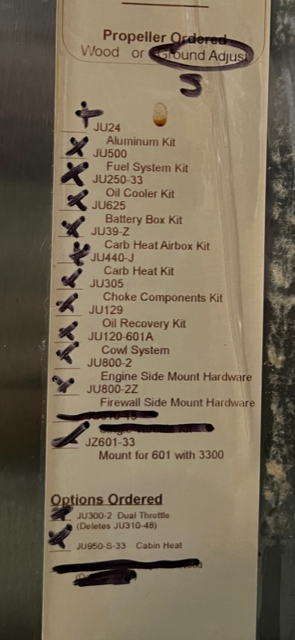 Propeller Ordered
Wood or Ground Adjust
S
JU24
Aluminum Kit
JU500
Fuel System Kit
JU250-33
Oil Cooler Kit
JU625
Battery Box Kit
JU39-Z
Carb Heat Airbox Kit
JU440-J
Carb Heat Kit
JU305
Choke Components Kit
JU129
Oil Recovery Kit
JU120-601A
Cowl System
JU800-2
Engine Side Mount Hardware
JU800-2Z
Firewall Side Mount Hardware
JZ601-33
Mount for 601 with 3300
Options Ordered
JU300-2 Dual Throttle
(Deletes JU310-48)
JU950-S-33 Cabin Heat